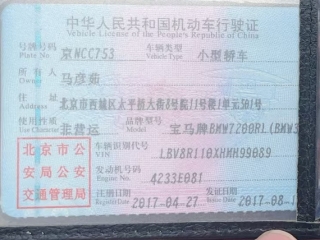 中华人民共和国机动车行驶证
Vehicle License of the People's Republic of China
号牌号码 京NCC753 车辆类型 小型轿车
Plate No Vehicle Type
所有人 马彦茹
Owner
住址 北京市西城区太平桥大街8号院11号楼1单元501号
Address
使用性质 非营运 品牌型号 宝马牌BMW7200RL(BMW
Use Character
北京市公安局公安交通管理局
车辆识别代号 LBV8R110XHMH99089
VIN
发动机号码 4233E081
Engine No
注册日期 2017-04-27 发证日期 2017-08-1
Register Date Issue Date